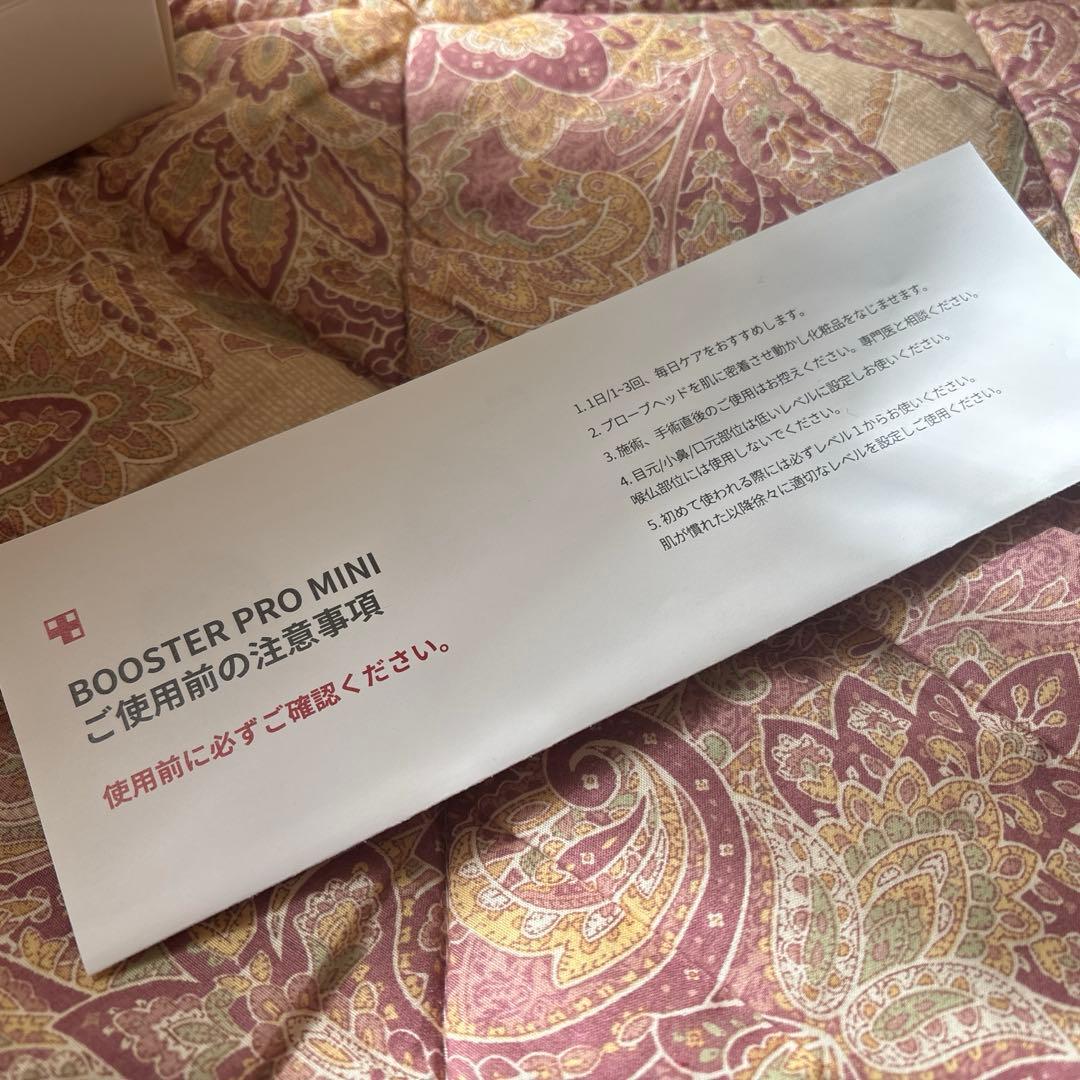 BOOSTER PRO MINI
ご使用前の注意事項
使用前に必ずご確認ください。
1. 1日/1~3回、毎日ケアをおすすめします。
2. プローブヘッドを肌に密着させ動かし化粧品をなじませます。
3. 施術、手術直後のご使用はお控えください。専門医と相談ください。
4. 目元/小鼻/口元部位は低いレベルに設定しお使いください。
喉仏部位には使用しないでください。
5. 初めて使われる際には必ずレベル1からお使いください。
肌が慣れた以降徐々に適切なレベルを設定しご使用ください。